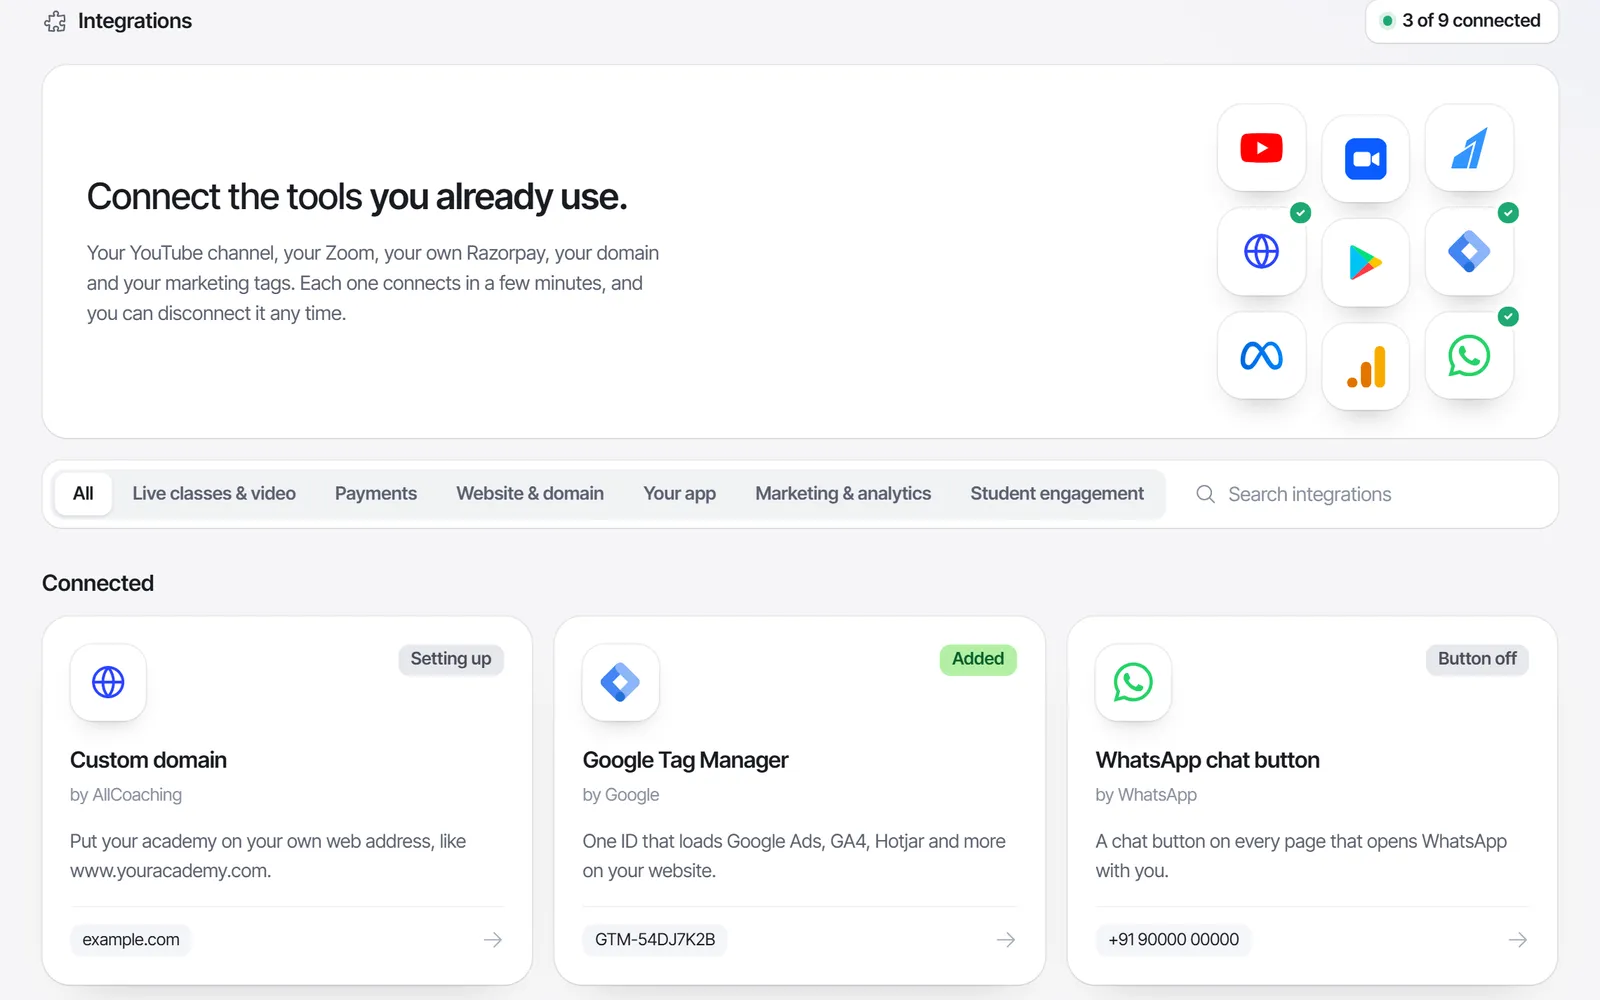 Integrations
3 of 9 connected
Connect the tools you already use.
Your YouTube channel, your Zoom, your own Razorpay, your domain
and your marketing tags. Each one connects in a few minutes, and
you can disconnect it any time.
All
Live classes & video
Payments
Website & domain
Your app
Marketing & analytics
Student engagement
Search integrations
Connected
Setting up
Custom domain
by AllCoaching
Put your academy on your own web address, like
www.youracademy.com.
example.com
Added
Google Tag Manager
by Google
One ID that loads Google Ads, GA4, Hotjar and more
on your website.
GTM-54DJ7K2B
Button off
WhatsApp chat button
by WhatsApp
A chat button on every page that opens WhatsApp
with you.
+91 90000 00000